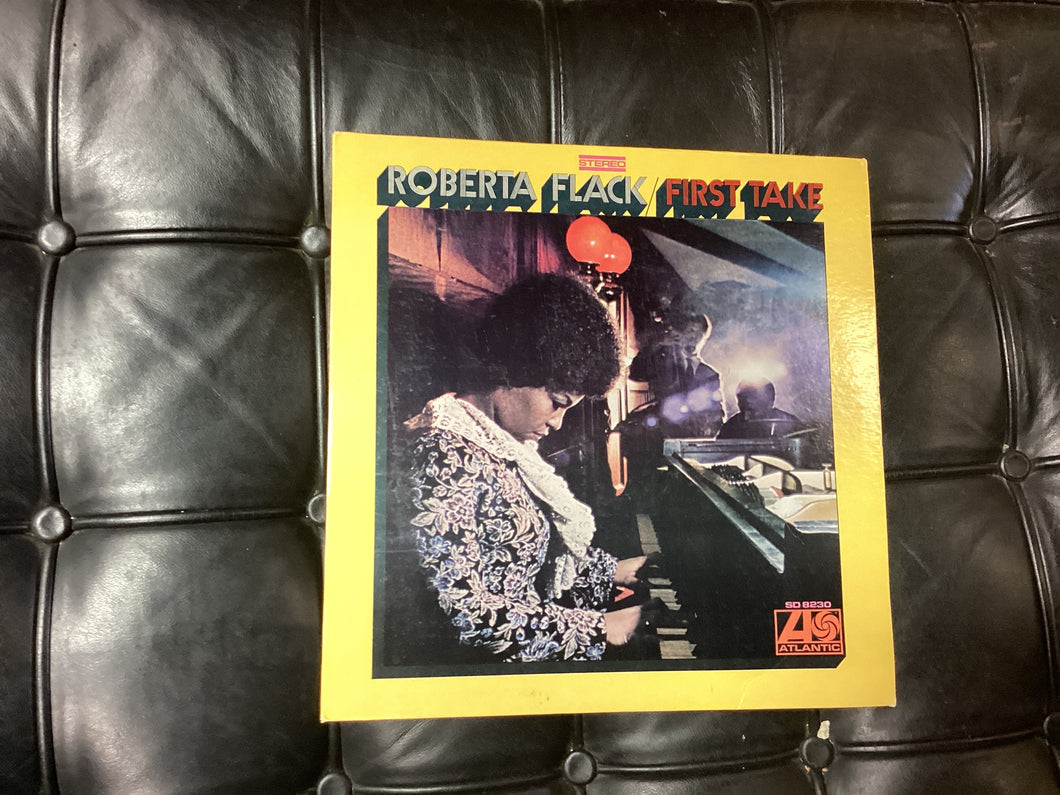 STEREO
ROBERTA FLACK/FIRST TAKE
SD 8230
ATLANTIC